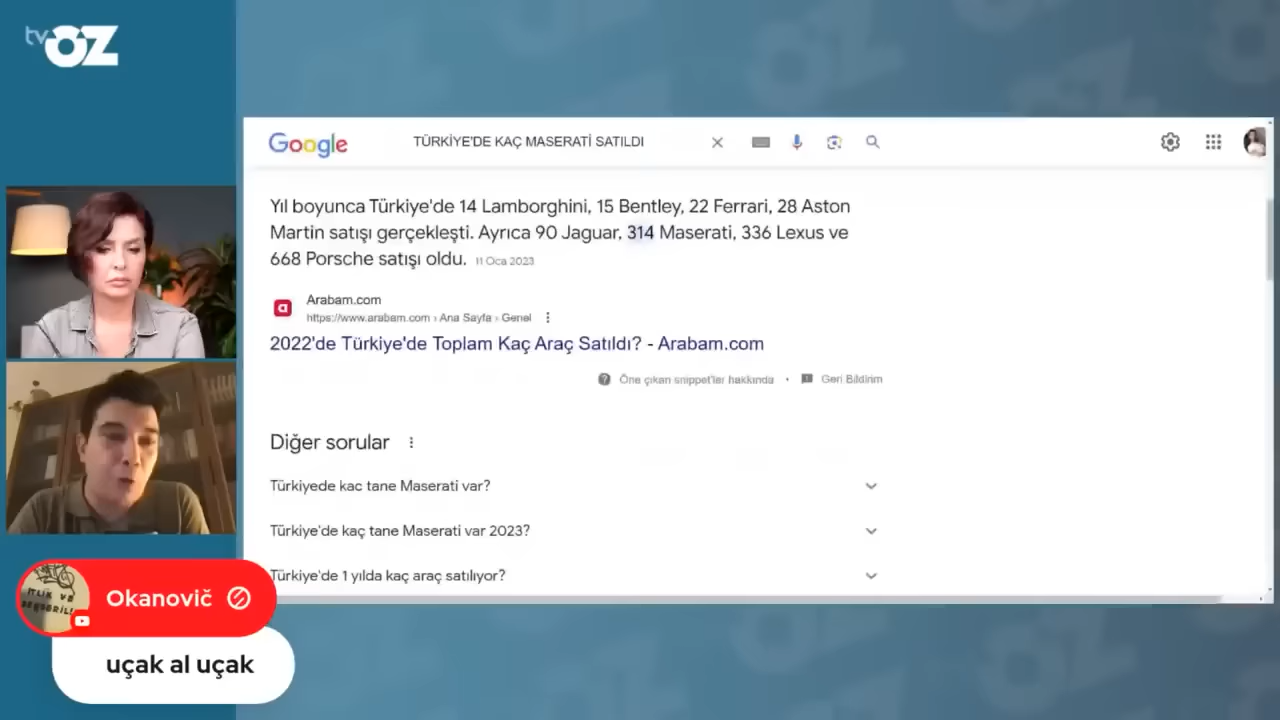 tv ÖZ
Google
TÜRKİYE'DE KAÇ MASERATİ SATILDI
Yıl boyunca Türkiye'de 14 Lamborghini, 15 Bentley, 22 Ferrari, 28 Aston
Martin satışı gerçekleşti. Ayrıca 90 Jaguar, 314 Maserati, 336 Lexus ve
668 Porsche satışı oldu. 11 Oca 2023
Arabam.com
https://www.arabam.com › Ana Sayfa › Genel
2022'de Türkiye'de Toplam Kaç Araç Satıldı? - Arabam.com
Öne çıkan snippet'ler hakkında • Geri Bildirim
Diğer sorular
Türkiyede kac tane Maserati var?
Türkiye'de kaç tane Maserati var 2023?
Türkiye'de 1 yılda kaç araç satılıyor?
Okanovič
uçak al uçak